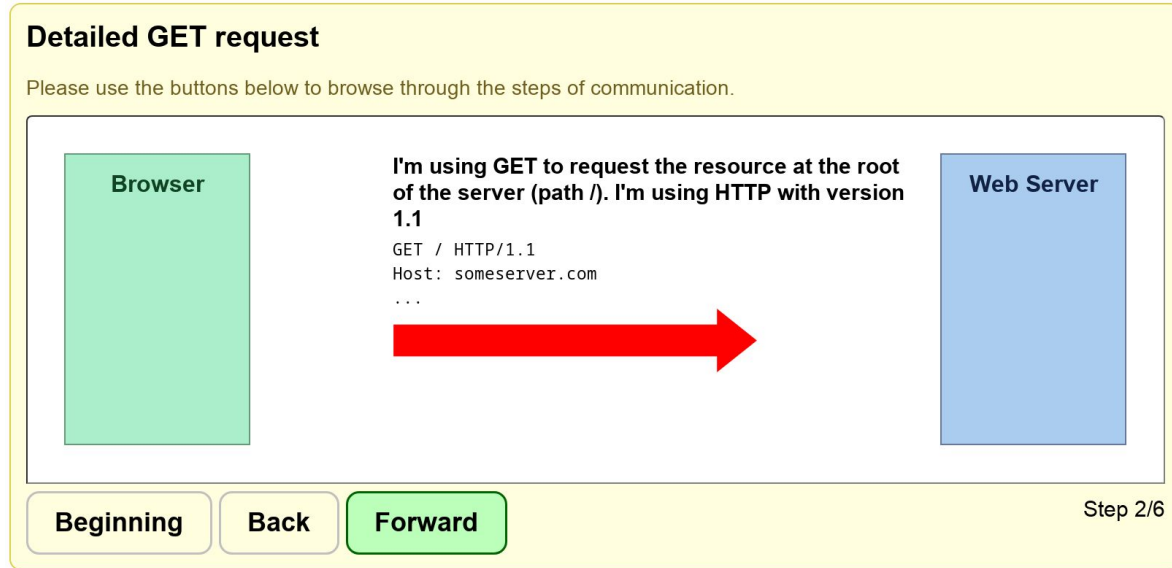 Detailed GET request
Please use the buttons below to browse through the steps of communication.
Browser
I'm using GET to request the resource at the root
of the server (path /). I'm using HTTP with version
1.1
GET / HTTP/1.1
Host: someserver.com
...
Web Server
Beginning
Back
Forward
Step 2/6